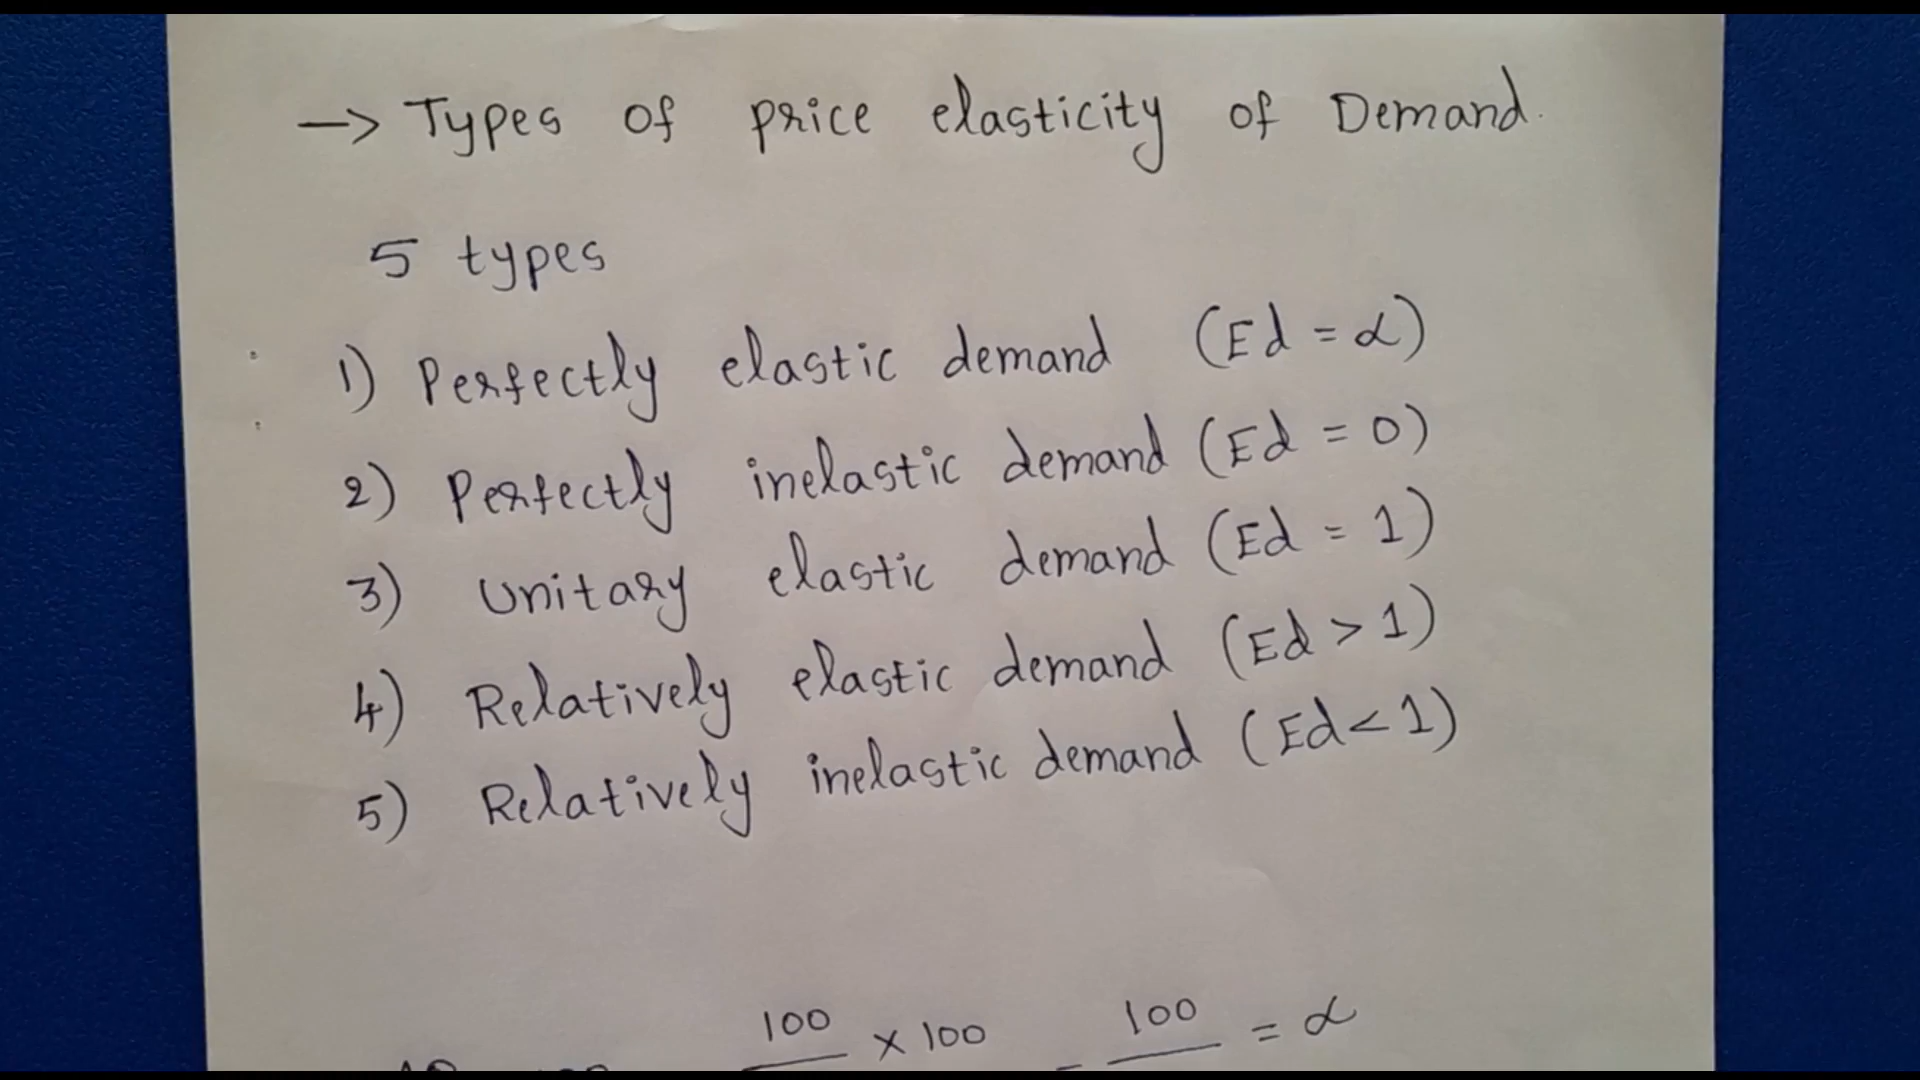 → Types of price elasticity of Demand.
5 types
1) Perfectly elastic demand (Ed = α)
2) Perfectly inelastic demand (Ed = 0)
3) Unitary elastic demand (Ed = 1)
4) Relatively elastic demand (Ed > 1)
5) Relatively inelastic demand (Ed < 1)
100 × 100 = 100 = α